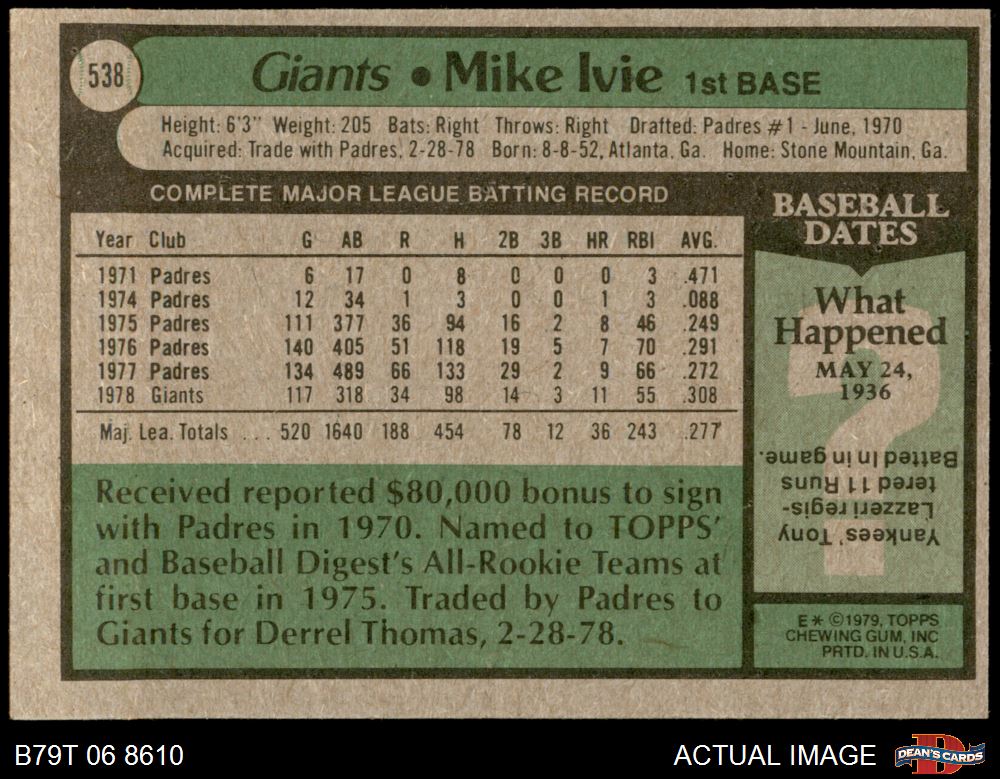 538
Giants • Mike Ivie 1st BASE
Height: 6'3" Weight: 205 Bats: Right Throws: Right Drafted: Padres #1 - June, 1970
Acquired: Trade with Padres, 2-28-78 Born: 8-8-52, Atlanta, Ga. Home: Stone Mountain, Ga.
COMPLETE MAJOR LEAGUE BATTING RECORD
Year Club G AB R H 2B 3B HR RBI AVG.
1971 Padres 6 17 0 8 0 0 0 3 .471
1974 Padres 12 34 1 3 0 0 1 3 .088
1975 Padres 111 377 36 94 16 2 8 46 .249
1976 Padres 140 405 51 118 19 5 7 70 .291
1977 Padres 134 489 66 133 29 2 9 66 .272
1978 Giants 117 318 34 98 14 3 11 55 .308
Maj. Lea. Totals ... 520 1640 188 454 78 12 36 243 .277
Received reported $80,000 bonus to sign
with Padres in 1970. Named to TOPPS'
and Baseball Digest's All-Rookie Teams at
first base in 1975. Traded by Padres to
Giants for Derrel Thomas, 2-28-78.
BASEBALL
DATES
What
Happened
MAY 24,
1936
?
Yankees' Tony
Lazzeri regis-
tered 11 Runs
Batted In in game.
E* ©1979, TOPPS
CHEWING GUM, INC
PRTD. IN U.S.A.
B79T 06 8610
ACTUAL IMAGE
D
DEAN'S CARDS